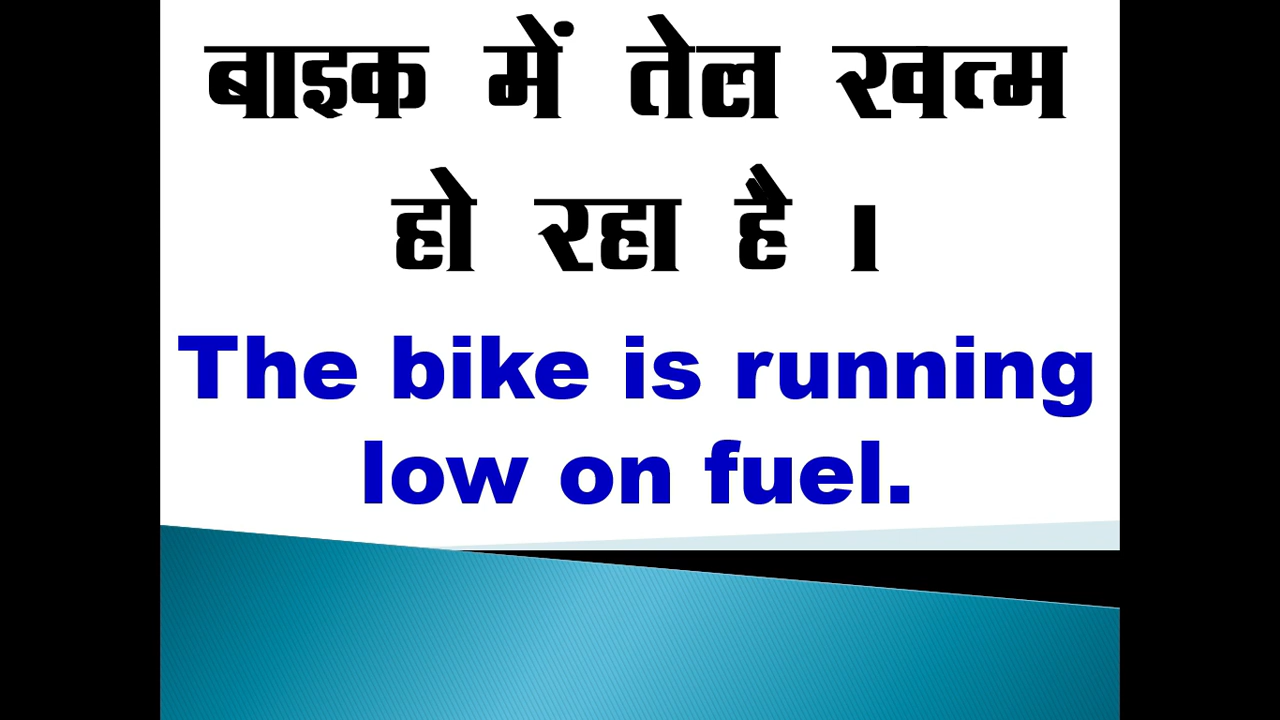 बाइक में तेल खत्म
हो रहा है ।
The bike is running
low on fuel.